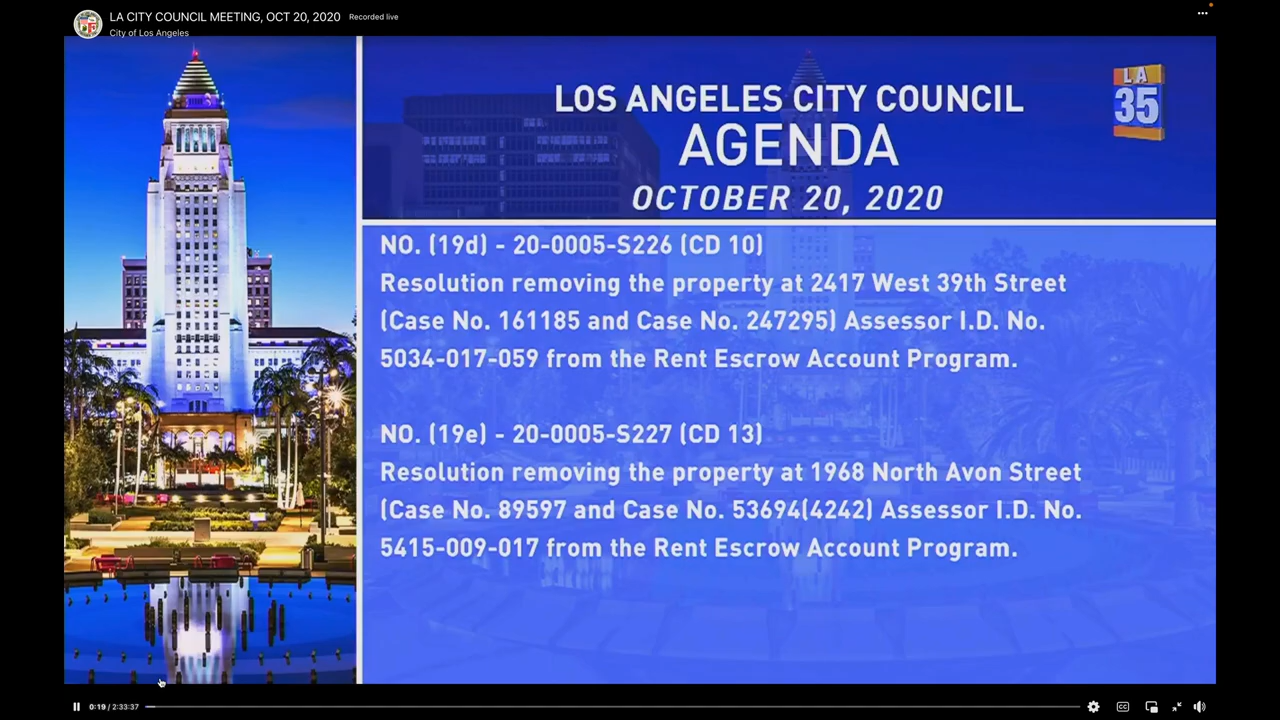 LA CITY COUNCIL MEETING, OCT 20, 2020 Recorded live
City of Los Angeles
LOS ANGELES CITY COUNCIL
AGENDA
OCTOBER 20, 2020
LA
35
NO. (19d) - 20-0005-S226 (CD 10)
Resolution removing the property at 2417 West 39th Street
(Case No. 161185 and Case No. 247295) Assessor I.D. No.
5034-017-059 from the Rent Escrow Account Program.
NO. (19e) - 20-0005-S227 (CD 13)
Resolution removing the property at 1968 North Avon Street
(Case No. 89597 and Case No. 53694(4242) Assessor I.D. No.
5415-009-017 from the Rent Escrow Account Program.
0:19 / 2:33:37
CC